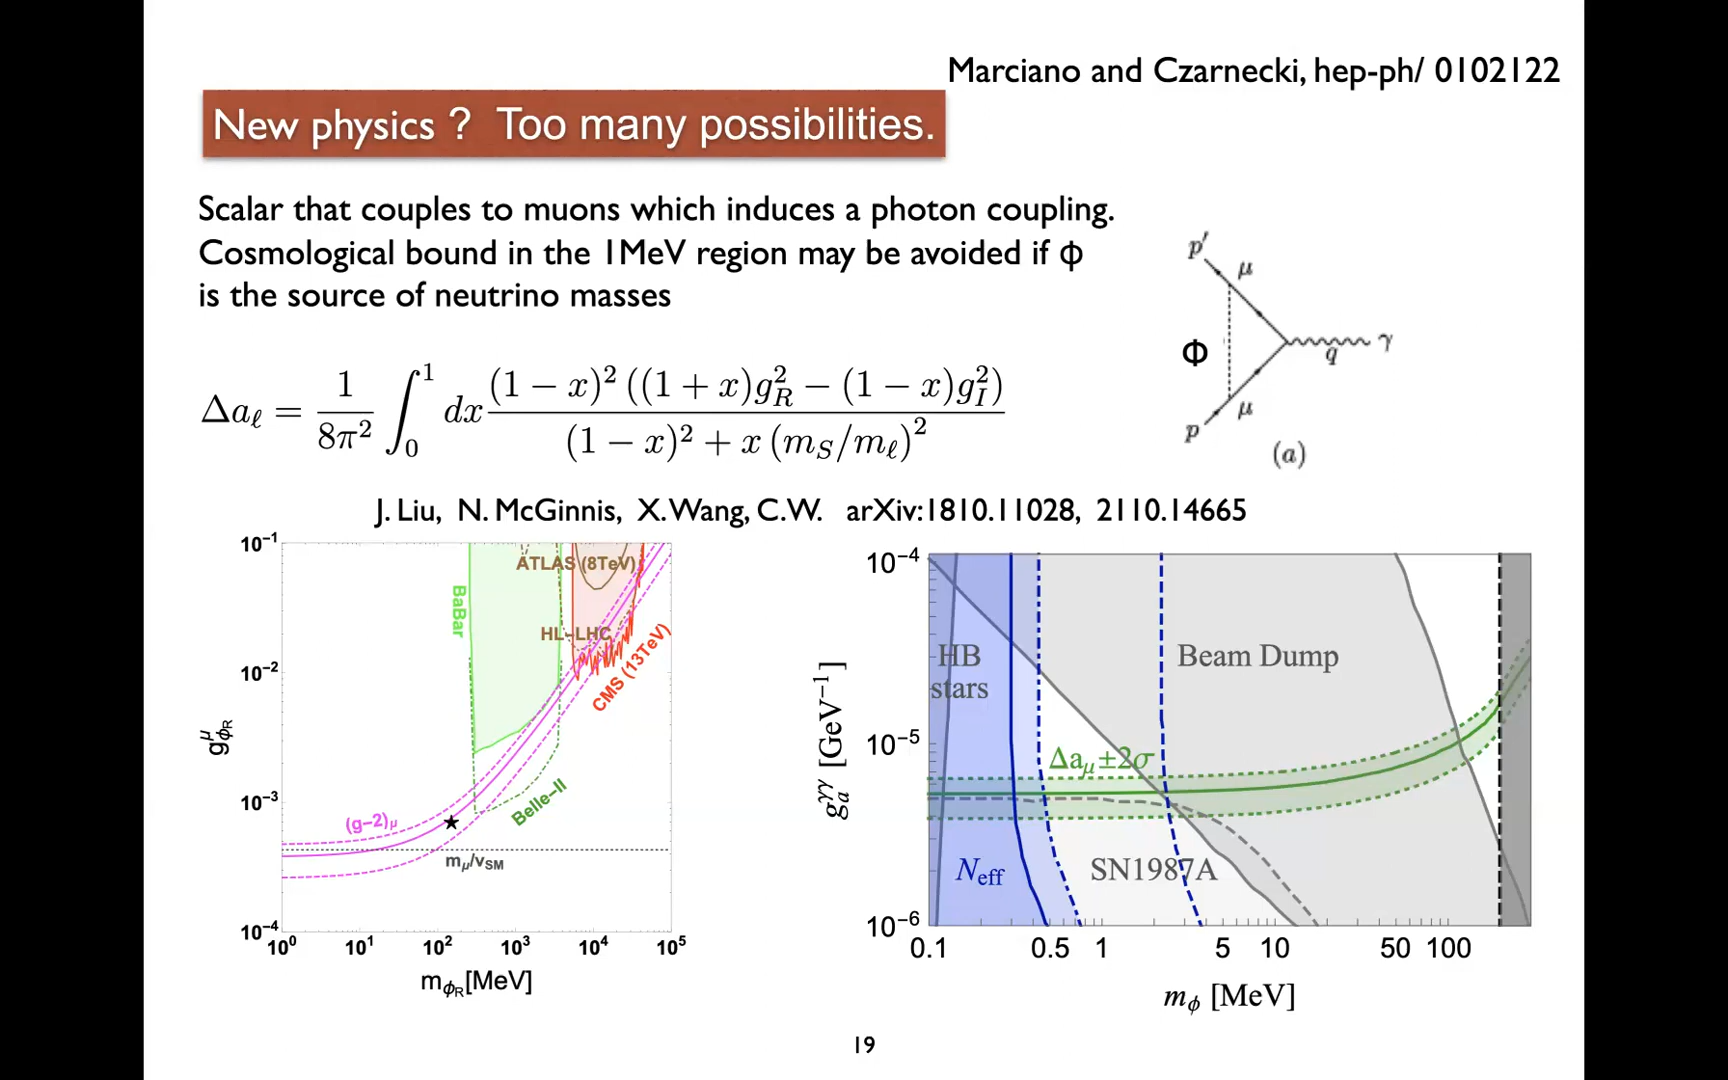 Marciano and Czarnecki, hep-ph/ 0102122
New physics ? Too many possibilities.
Scalar that couples to muons which induces a photon coupling.
Cosmological bound in the 1MeV region may be avoided if Φ
is the source of neutrino masses
Δaℓ = 1/8π² ∫₀¹ dx (1 − x)² ((1 + x)g_R² − (1 − x)g_I²) / (1 − x)² + x (m_S/m_ℓ)²
p′
μ
Φ
q
γ
μ
p
(a)
J. Liu, N. McGinnis, X. Wang, C.W. arXiv:1810.11028, 2110.14665
10⁻¹
10⁻²
10⁻³
10⁻⁴
g^μ_ϕR
BaBar
ATLAS (8TeV)
HL-LHC
CMS (13TeV)
Belle-II
(g-2)μ
★
mμ/vSM
10⁰ 10¹ 10² 10³ 10⁴ 10⁵
m_ϕR[MeV]
10⁻⁴
10⁻⁵
10⁻⁶
g_a^γγ [GeV⁻¹]
HB
stars
Beam Dump
Δaμ±2σ
Neff
SN1987A
0.1 0.5 1 5 10 50 100
m_ϕ [MeV]
19